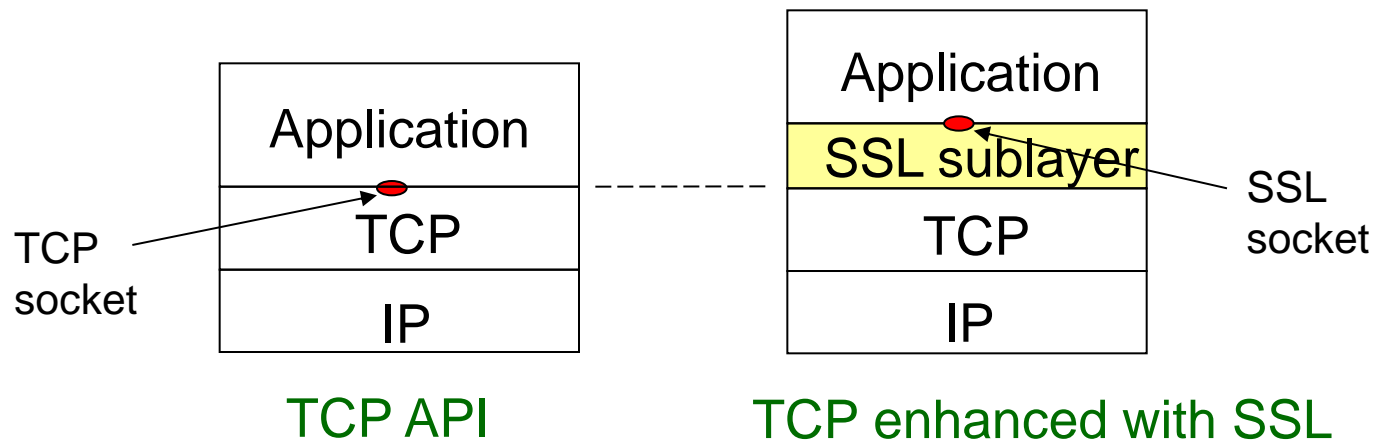 Application
TCP
IP
TCP
socket
TCP API
Application
SSL sublayer
TCP
IP
SSL
socket
TCP enhanced with SSL